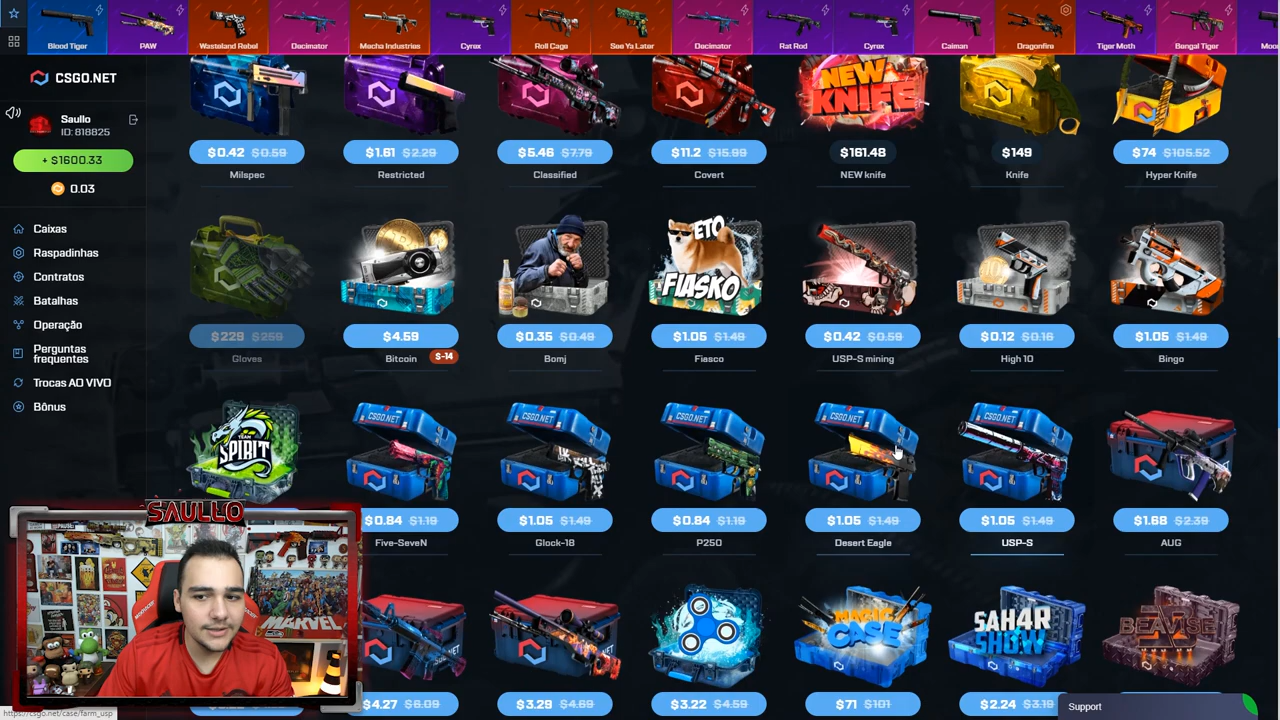 Blood Tiger
PAW
Wasteland Rebel
Decimator
Mecha Industries
Cyrex
Roll Cage
See Ya Later
Decimator
Rat Rod
Cyrex
Caiman
Dragonfire
Tiger Moth
Bengal Tiger
CSGO.NET
Saullo
ID: 818825
+ $1600.33
0.03
Caixas
Raspadinhas
Contratos
Batalhas
Operação
Perguntas
frequentes
Trocas AO VIVO
Bônus
NEW
KNIFE
$0.42 $0.59
$1.61 $2.29
$5.46 $7.79
$11.2 $15.99
$161.48
$149
$74 $105.52
Milspec
Restricted
Classified
Covert
NEW knife
Knife
Hyper Knife
ETO
FIASKO
$229 $259
$4.59
$0.35 $0.49
$1.05 $1.49
$0.42 $0.59
$0.12 $0.16
$1.05 $1.49
Gloves
Bitcoin
$-14
Bomj
Fiasco
USP-S mining
High 10
Bingo
TEAM
SPIRIT
CSGO.NET
CSGO.NET
CSGO.NET
CSGO.NET
CSGO.NET
$0.84 $1.19
$1.05 $1.49
$0.84 $1.19
$1.05 $1.49
$1.05 $1.49
$1.68 $2.39
Five-SeveN
Glock-18
P250
Desert Eagle
USP-S
AUG
SAULLO
MARVEL
MAGIC
CASE
SAH4R
SHOW
BEAVISE
$4.27 $6.09
$3.29 $4.69
$3.22 $4.59
$71 $101
$2.24 $3.19
Support
https://csgo.net/case/farm_usp